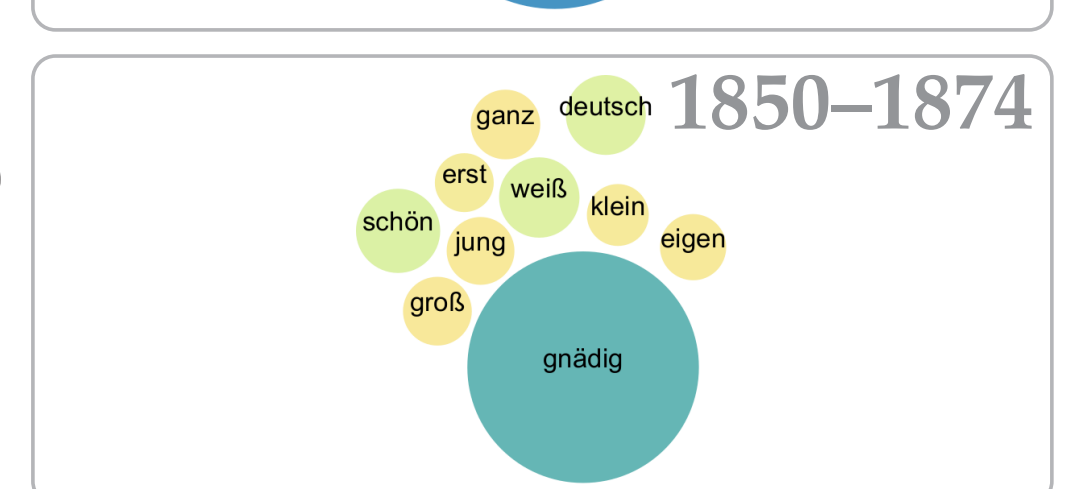 1850–1874
deutsch
ganz
erst
weiß
klein
schön
jung
eigen
groß
gnädig